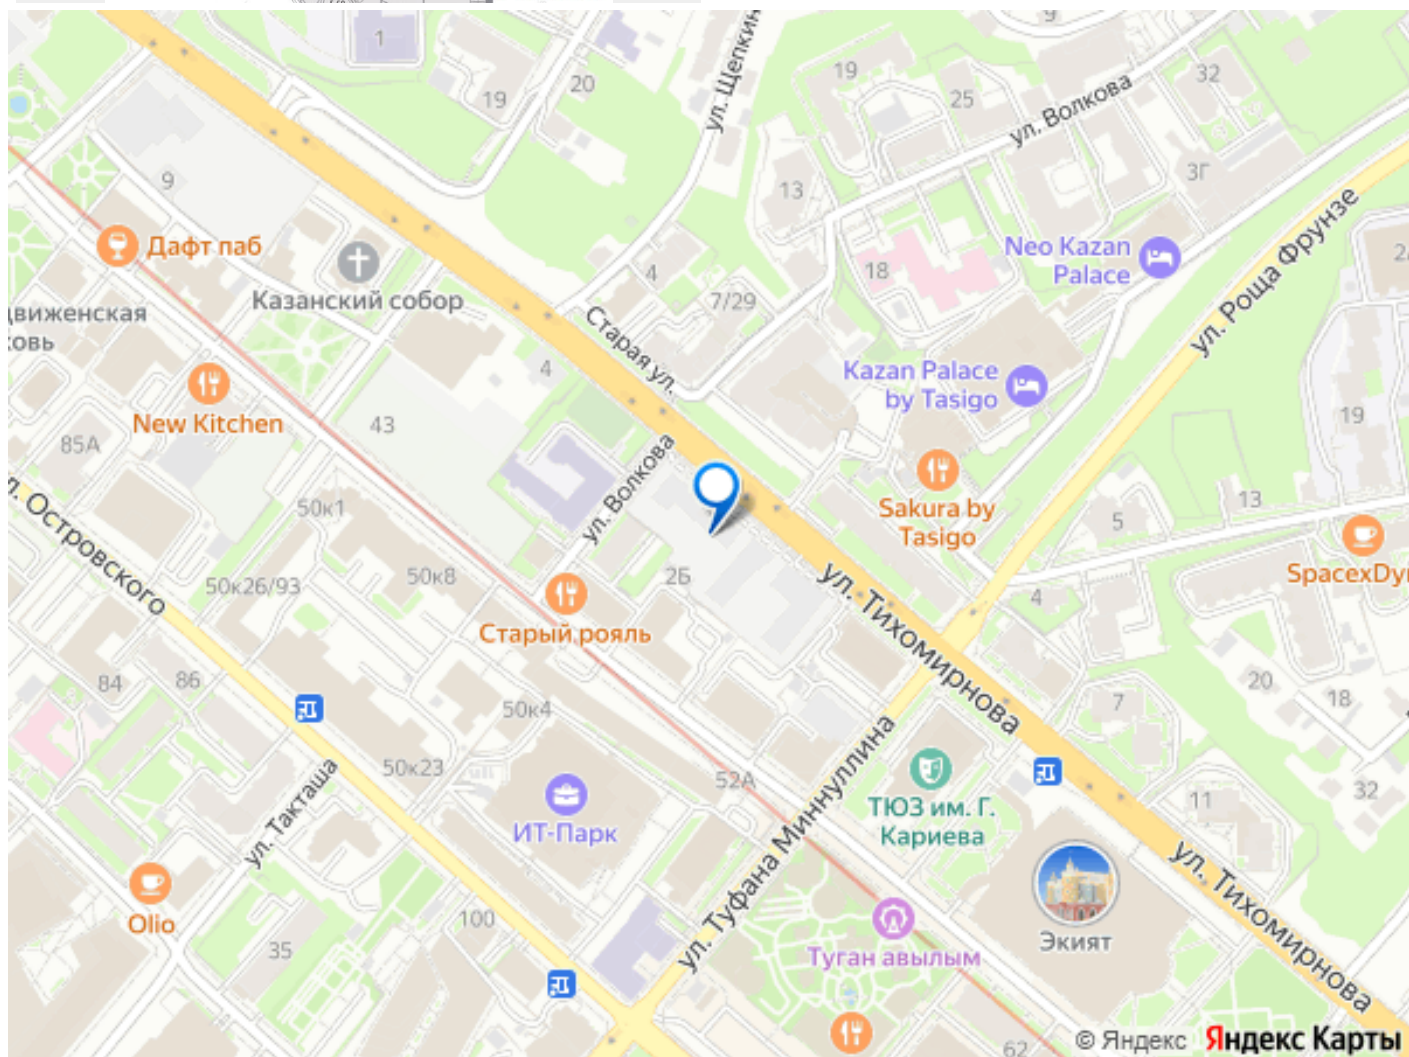 1
20
19
ул. Щепкин
9
19
25
32
ул. Волкова
13
3Г
9
Дафт паб
Казанский собор
4
7/29
18
Neo Kazan
Palace
ул. Роща Фрунзе
движенская
овь
Старая ул.
4
Kazan Palace
by Tasigo
New Kitchen
43
85А
19
ул. Волкова
Sakura by
Tasigo
13
5
50к1
SpacexDy
л. Островского
50к26/93
50к8
2Б
ул. Тихомирнова
4
Старый рояль
84
86
50к4
20
18
7
50к23
52А
ул. Такташа
ИТ-Парк
ул. Туфана Миннуллина
ТЮЗ им. Г.
Кариева
11
32
ул. Тихомирнова
Olio
35
100
Туган авылым
Экият
62
© Яндекс Яндекс Карты